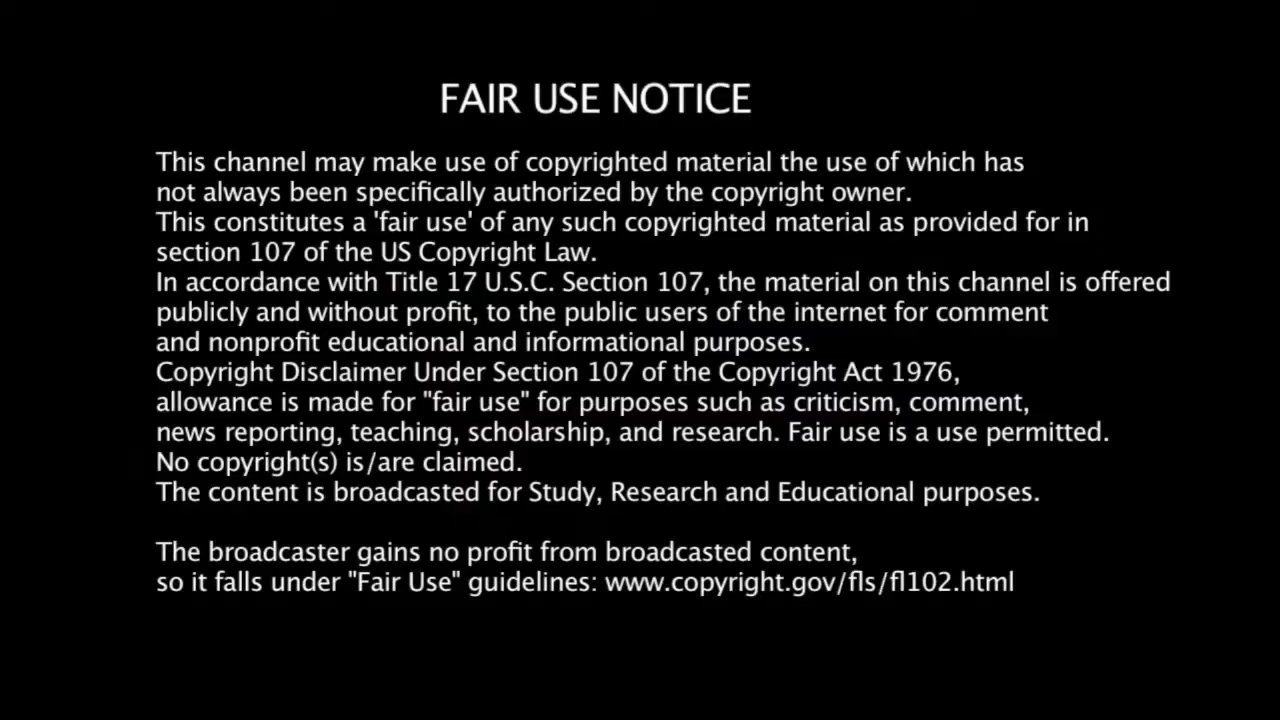 FAIR USE NOTICE
This channel may make use of copyrighted material the use of which has
not always been specifically authorized by the copyright owner.
This constitutes a 'fair use' of any such copyrighted material as provided for in
section 107 of the US Copyright Law.
In accordance with Title 17 U.S.C. Section 107, the material on this channel is offered
publicly and without profit, to the public users of the internet for comment
and nonprofit educational and informational purposes.
Copyright Disclaimer Under Section 107 of the Copyright Act 1976,
allowance is made for "fair use" for purposes such as criticism, comment,
news reporting, teaching, scholarship, and research. Fair use is a use permitted.
No copyright(s) is/are claimed.
The content is broadcasted for Study, Research and Educational purposes.
The broadcaster gains no profit from broadcasted content,
so it falls under "Fair Use" guidelines: www.copyright.gov/fls/fl102.html